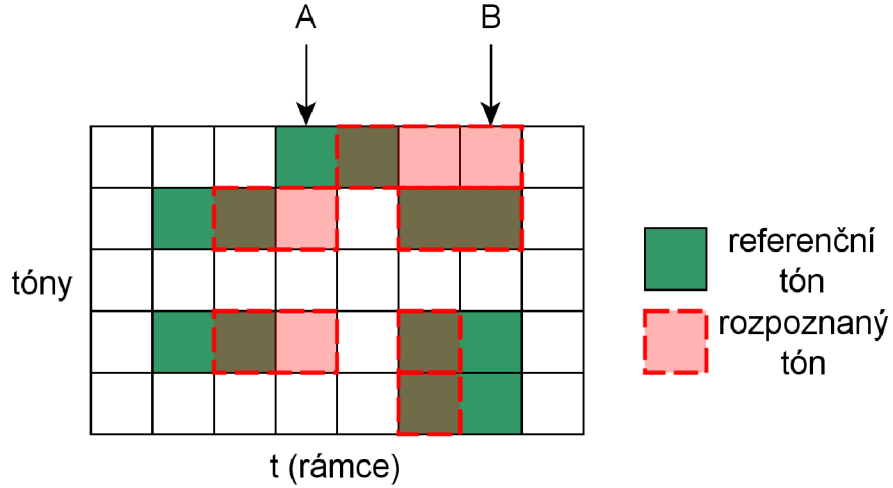 A
B
tóny
t (rámce)
referenční
tón
rozpoznaný
tón